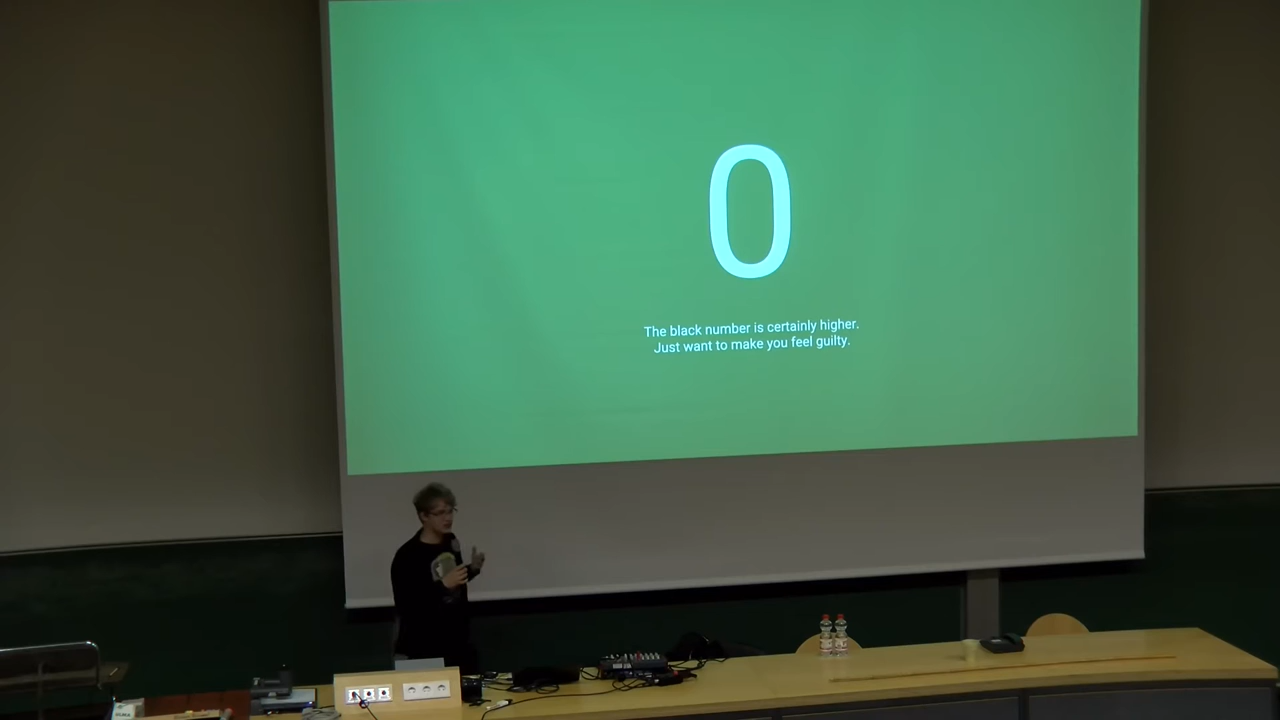 0
The black number is certainly higher.
Just want to make you feel guilty.